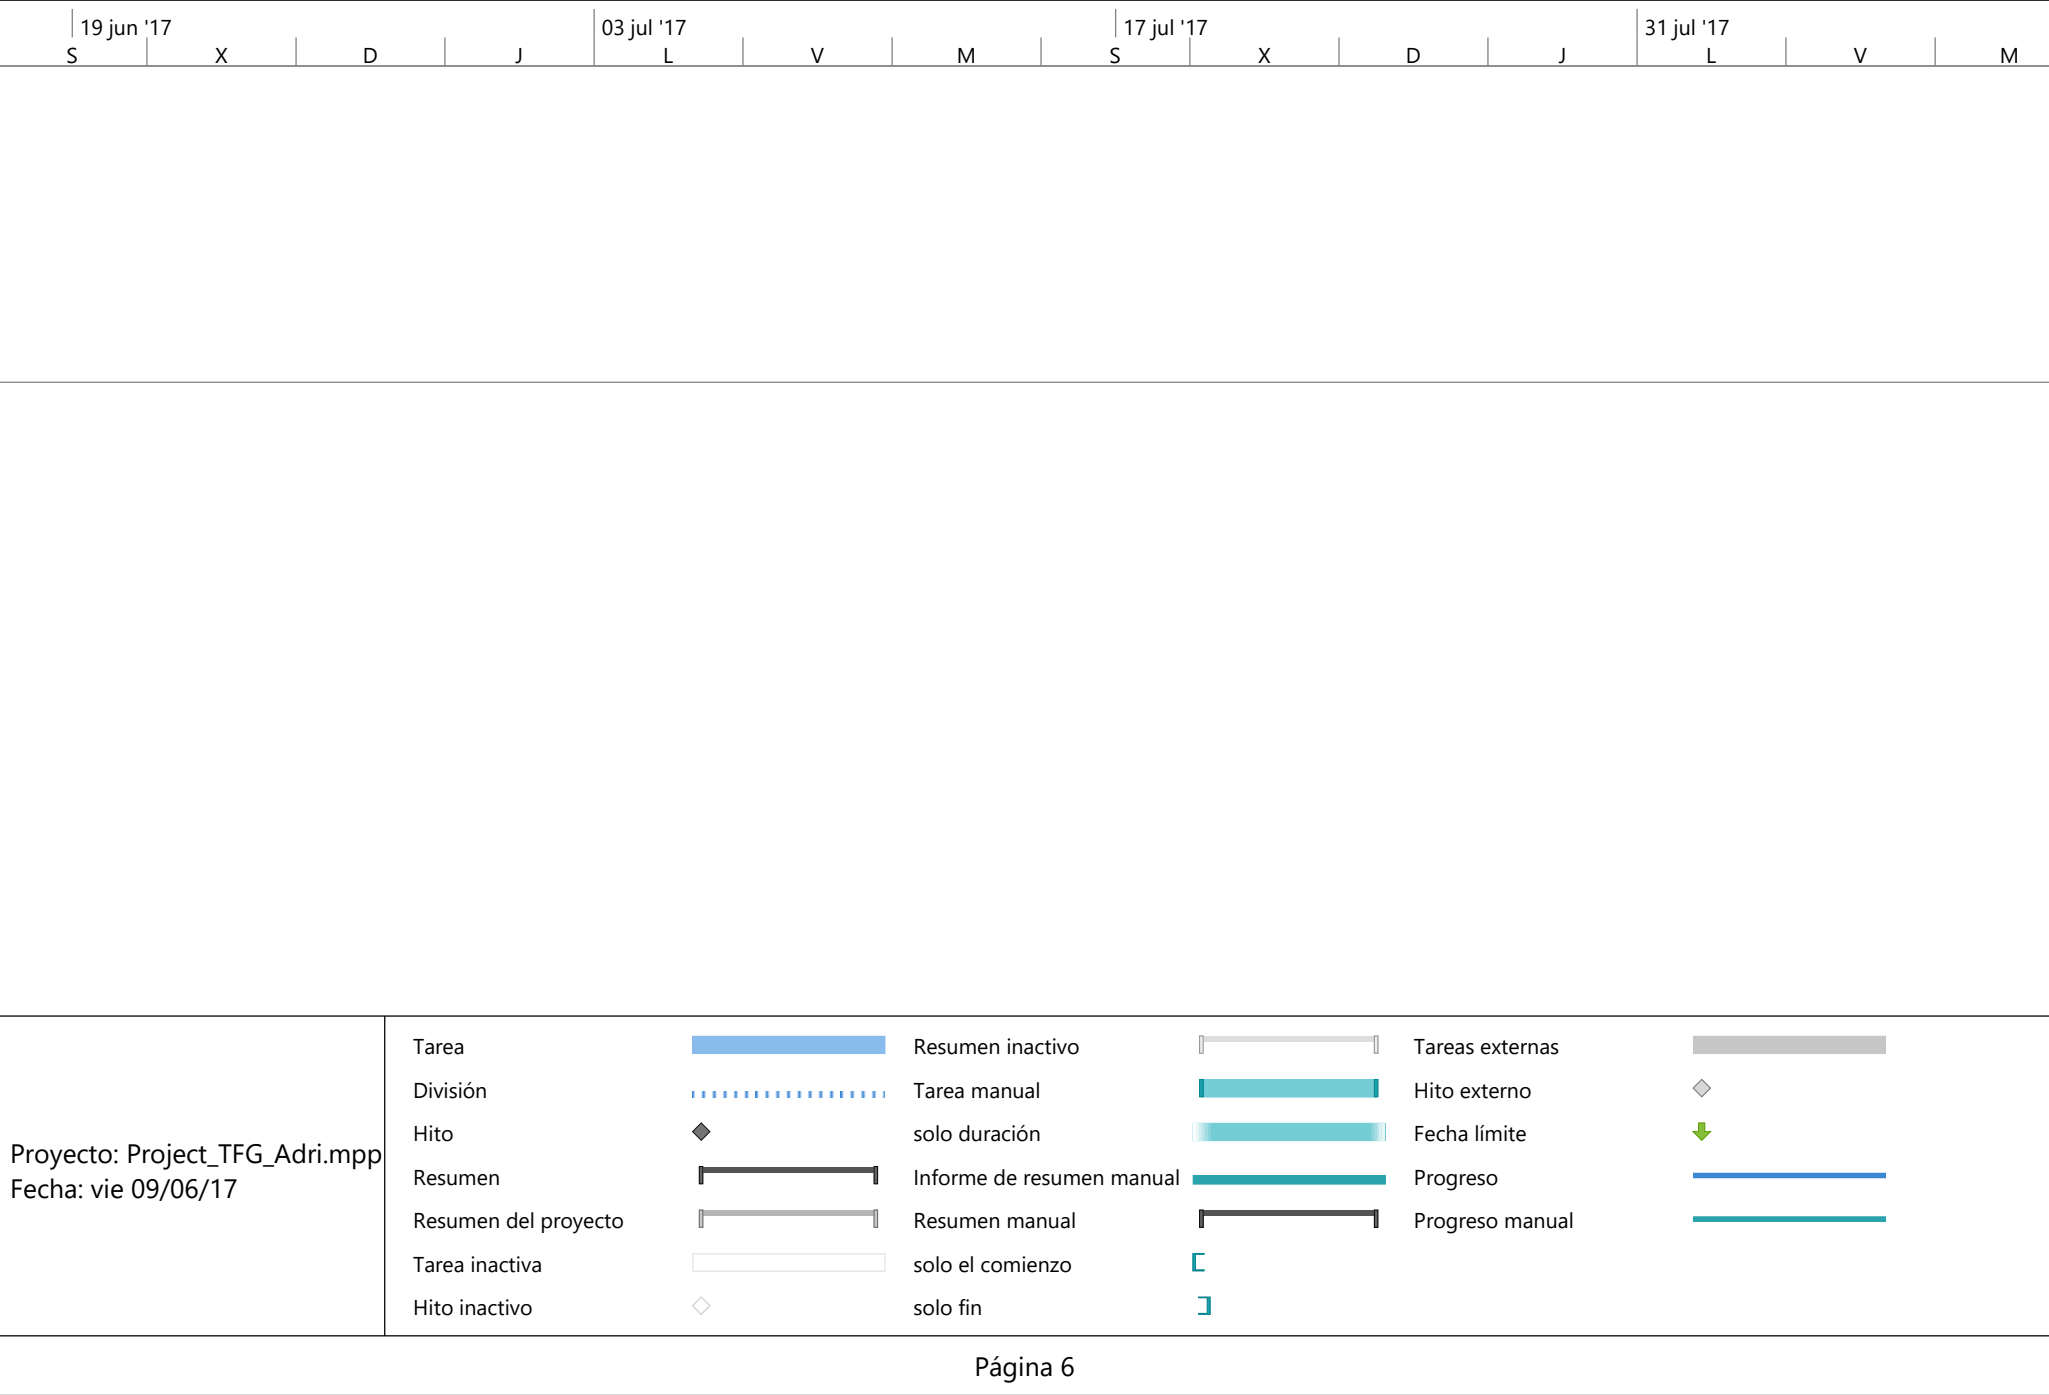 19 jun '17 03 jul '17 17 jul '17 31 jul '17
S X D J L V M S X D J L V M
Proyecto: Project_TFG_Adri.mpp
Fecha: vie 09/06/17
Tarea
División
Hito
Resumen
Resumen del proyecto
Tarea inactiva
Hito inactivo
Resumen inactivo
Tarea manual
solo duración
Informe de resumen manual
Resumen manual
solo el comienzo
solo fin
Tareas externas
Hito externo
Fecha límite
Progreso
Progreso manual
Página 6